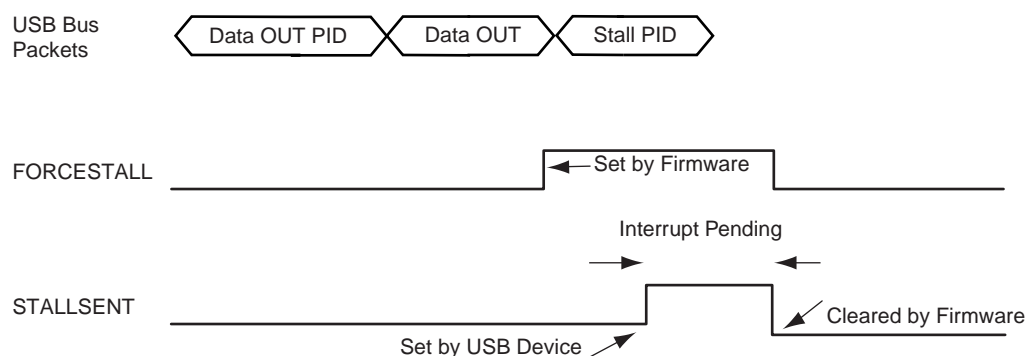 USB Bus
Packets
Data OUT PID
Data OUT
Stall PID
FORCESTALL
Set by Firmware
Interrupt Pending
STALLSENT
Cleared by Firmware
Set by USB Device